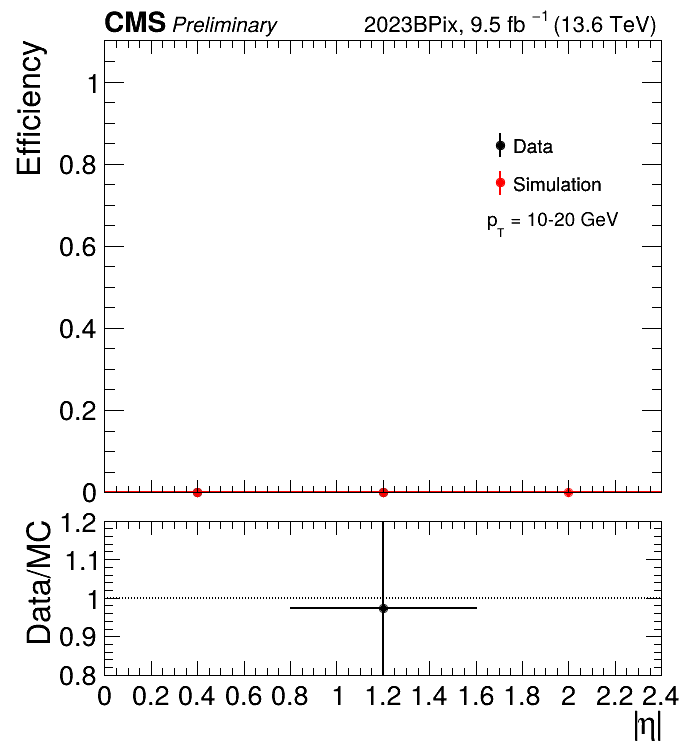 CMS Preliminary 2023BPix, 9.5 fb⁻¹ (13.6 TeV)
Efficiency
1
0.8
0.6
0.4
0.2
0
Data
Simulation
p_T = 10-20 GeV
Data/MC
1.2
1.1
1
0.9
0.8
0 0.2 0.4 0.6 0.8 1 1.2 1.4 1.6 1.8 2 2.2 2.4
|η|